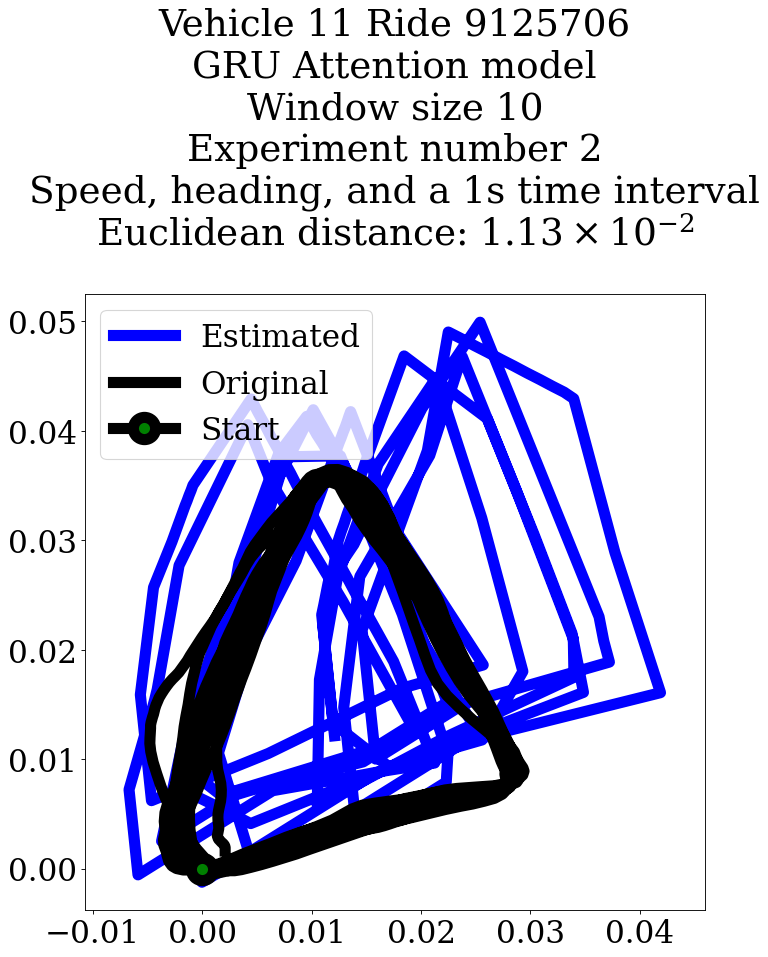 Vehicle 11 Ride 9125706
GRU Attention model
Window size 10
Experiment number 2
Speed, heading, and a 1s time interval
Euclidean distance: 1.13 × 10⁻²
0.05
0.04
0.03
0.02
0.01
0.00
Estimated
Original
Start
−0.01
0.00
0.01
0.02
0.03
0.04